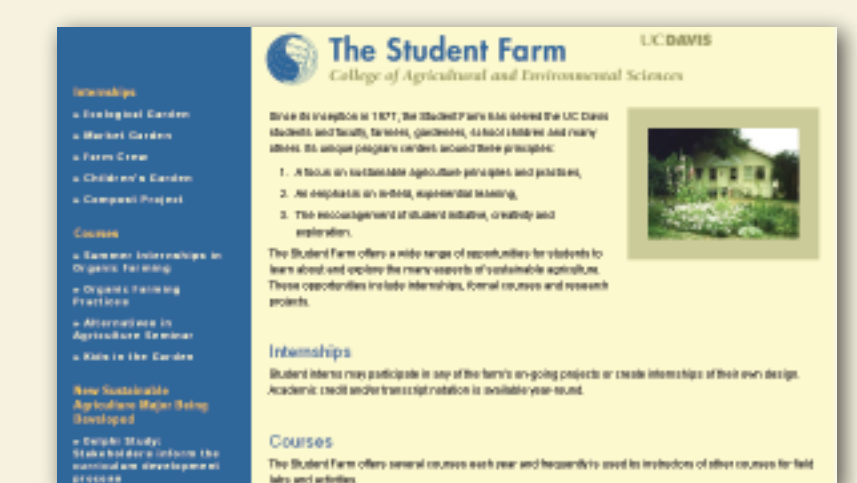 The Student Farm
UC DAVIS
College of Agricultural and Environmental Sciences
Internships
» Ecological Garden
» Market Garden
» Farm Crew
» Children's Garden
» Compost Project
Courses
» Summer Internships in
Organic Farming
» Organic Farming
Practices
» Alternatives in
Agriculture Seminar
» Kids in the Garden
New Sustainable
Agriculture Major Being
Developed
» Delphi Study:
Stakeholders inform the
curriculum development
process
Since its inception in 1977, the Student Farm has served the UC Davis
students and faculty, farmers, gardeners, school children and many
others. Its unique program centers around three principles:
1. A focus on sustainable agriculture principles and practices,
2. An emphasis on in-field, experiential learning,
3. The encouragement of student initiative, creativity and
exploration.
The Student Farm offers a wide range of opportunities for students to
learn about and explore the many aspects of sustainable agriculture.
These opportunities include internships, formal courses and research
projects.
Internships
Student interns may participate in any of the farm's on-going projects or create internships of their own design.
Academic credit and/or transcript notation is available year-round.
Courses
The Student Farm offers several courses each year and frequently is used by instructors of other courses for field
labs and activities.